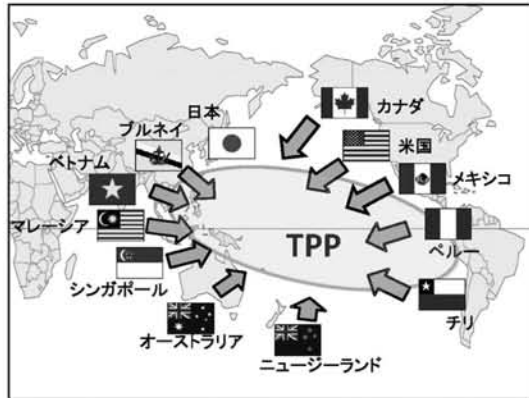 日本
カナダ
ブルネイ
米国
ベトナム
メキシコ
マレーシア
TPP
ペルー
シンガポール
チリ
オーストラリア
ニュージーランド